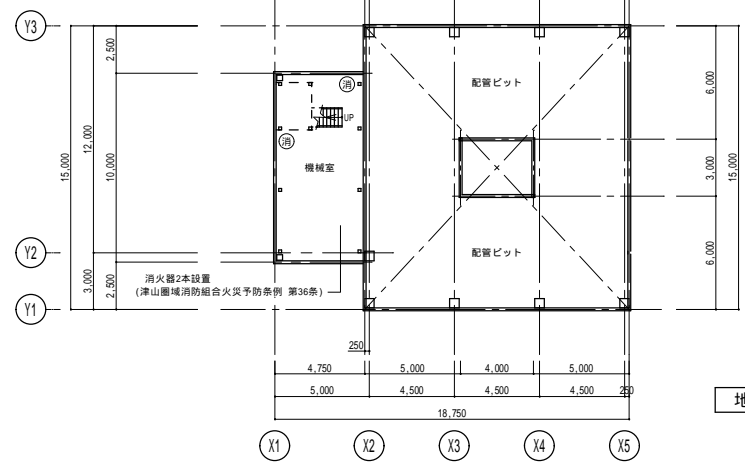 Y3
Y2
Y1
15,000
12,000
3,000
2,500
10,000
2,500
消
UP
消
機械室
配管ピット
配管ピット
消火器2本設置
(津山圏域消防組合火災予防条例 第36条)
6,000
3,000
6,000
15,000
250
4,750 5,000 4,000 5,000
5,000 4,500 4,500 4,500 250
18,750
地
X1 X2 X3 X4 X5